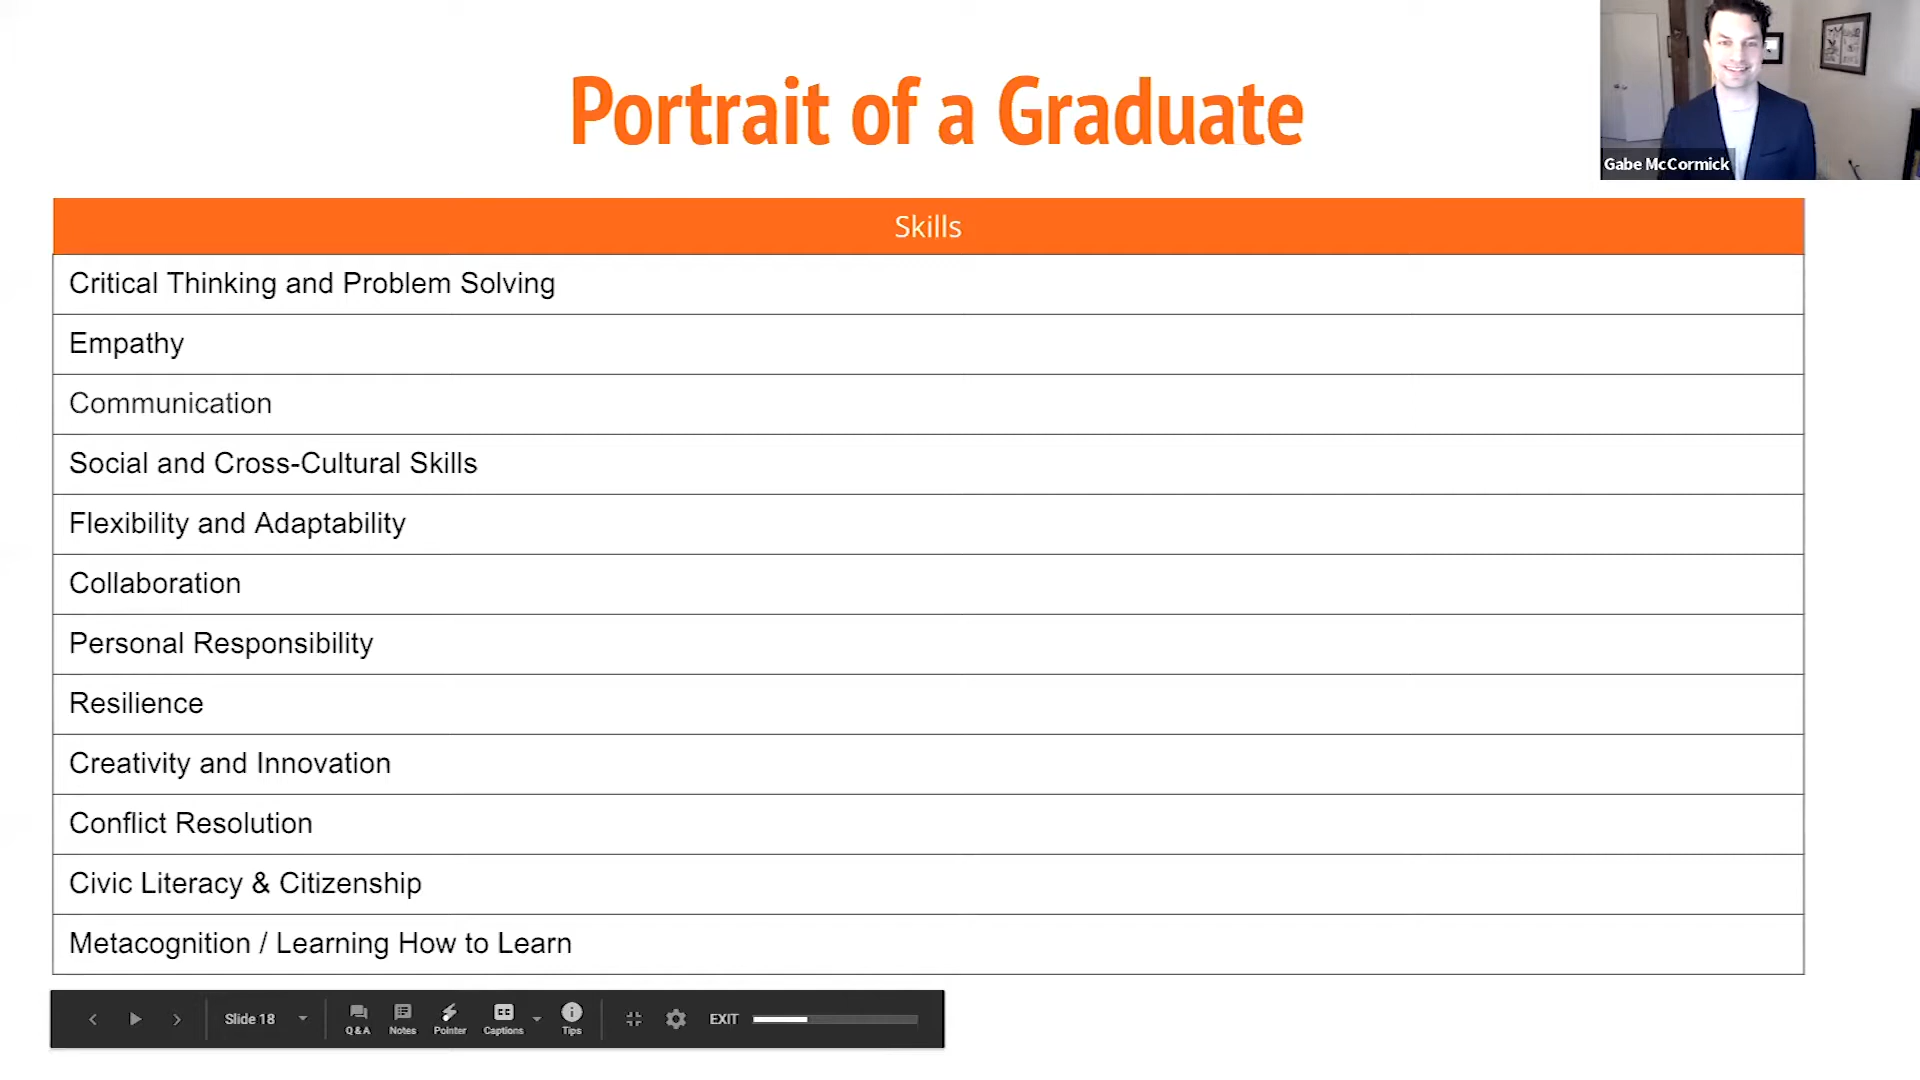 Portrait of a Graduate
Gabe McCormick
Skills
Critical Thinking and Problem Solving
Empathy
Communication
Social and Cross-Cultural Skills
Flexibility and Adaptability
Collaboration
Personal Responsibility
Resilience
Creativity and Innovation
Conflict Resolution
Civic Literacy & Citizenship
Metacognition / Learning How to Learn
Slide 18
Q & A
Notes
Pointer
CC
Captions
Tips
EXIT